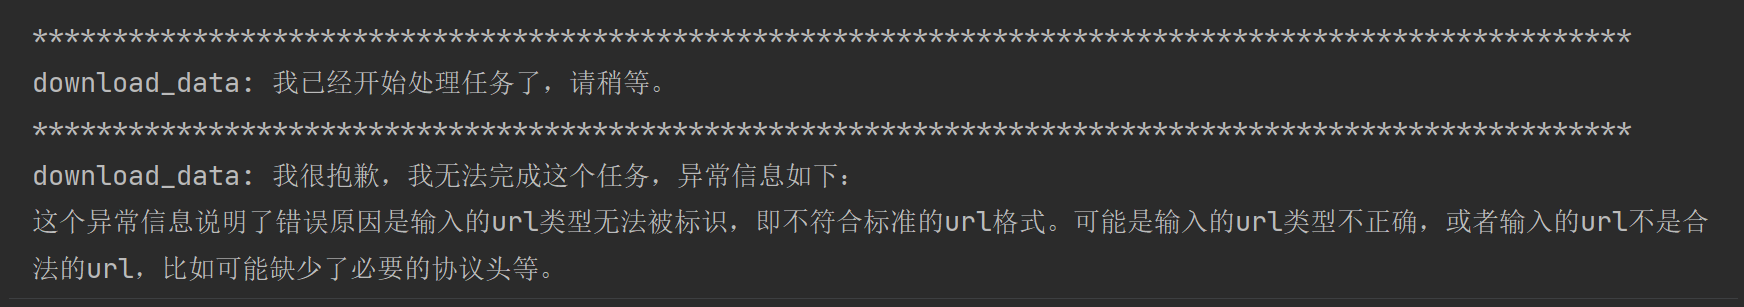 ****************************************************************************************************
download_data: 我已经开始处理任务了，请稍等。
****************************************************************************************************
download_data: 我很抱歉，我无法完成这个任务，异常信息如下：
这个异常信息说明了错误原因是输入的url类型无法被标识，即不符合标准的url格式。可能是输入的url类型不正确，或者输入的url不是合
法的url，比如可能缺少了必要的协议头等。